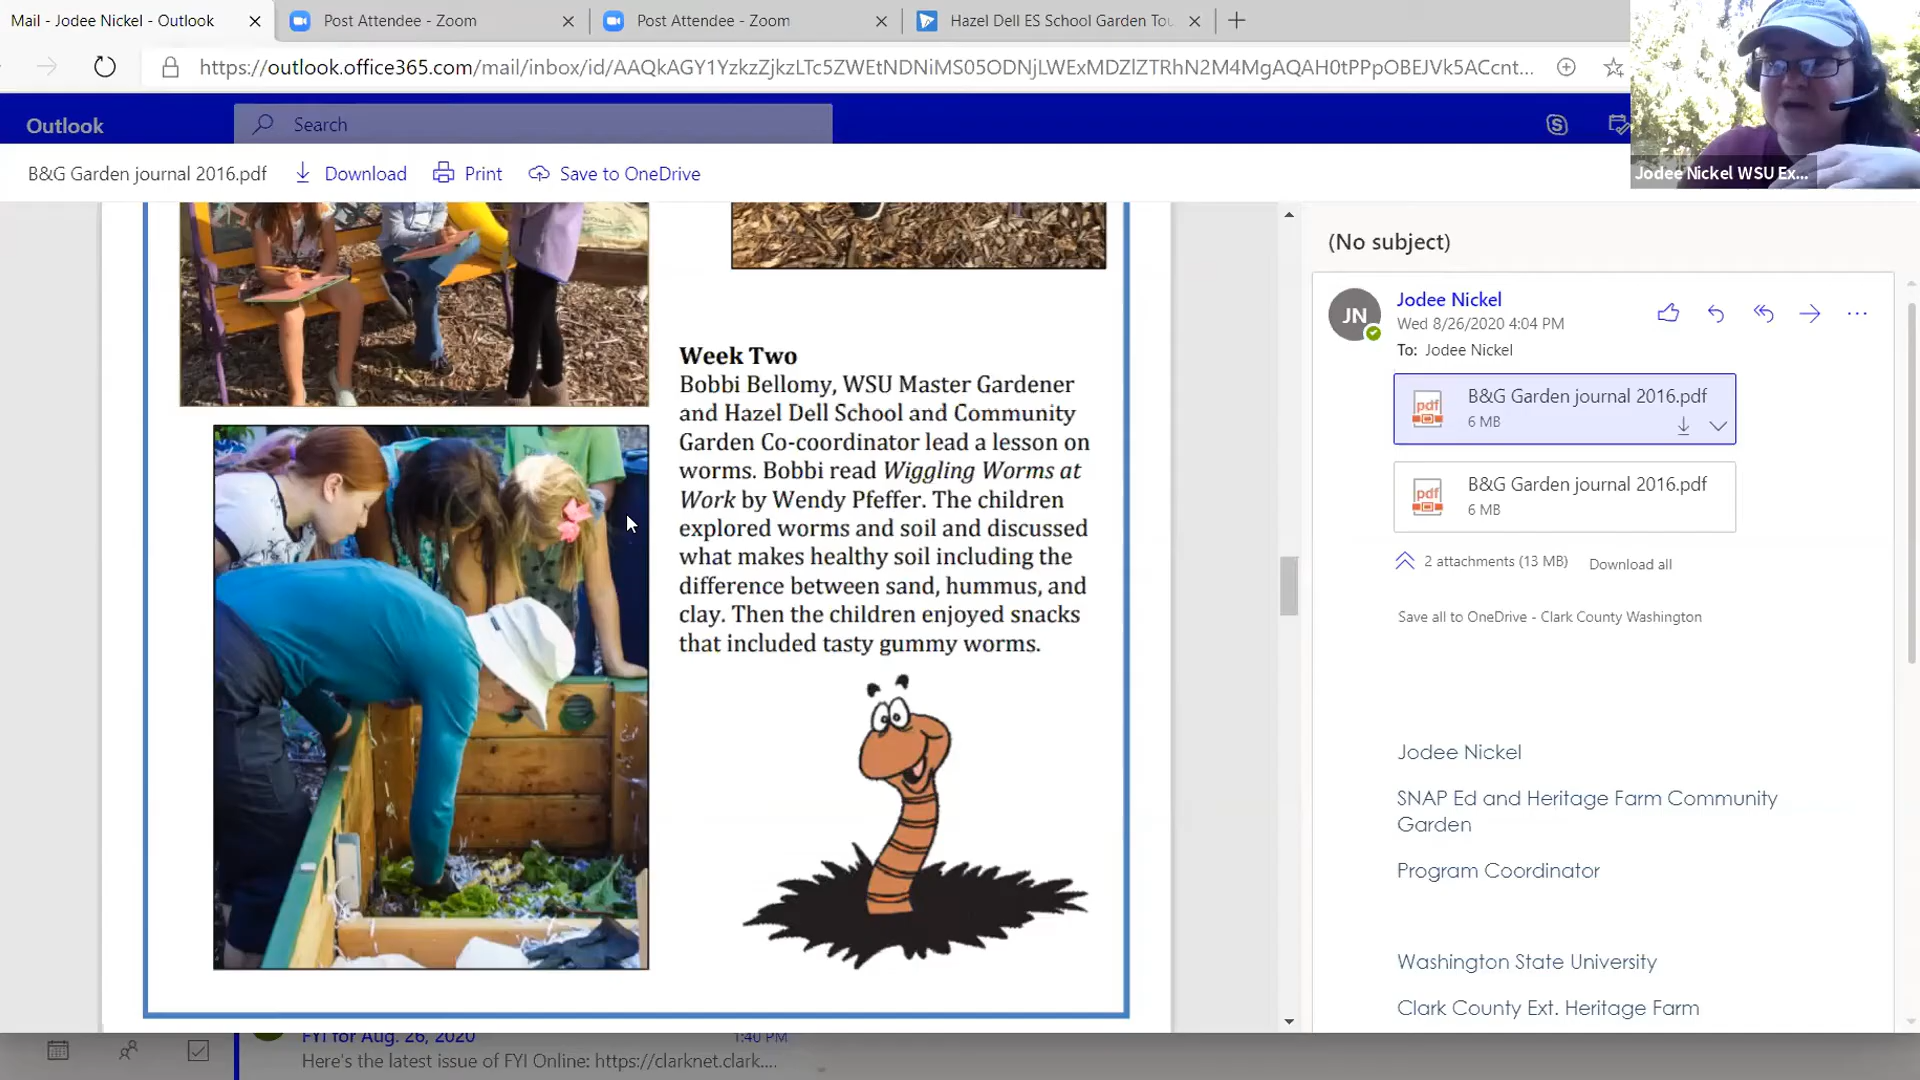 Mail - Jodee Nickel - Outlook
Post Attendee - Zoom
Post Attendee - Zoom
Hazel Dell ES School Garden Tou
https://outlook.office365.com/mail/inbox/id/AAQkAGY1YzkzZjkzLTc5ZWEtNDNiMS05ODNjLWExMDZlZTRhN2M4MgAQAH0tPPpOBEJVk5ACcnt...
Outlook
Search
Jodee Nickel WSU Ex...
B&G Garden journal 2016.pdf
Download
Print
Save to OneDrive
Week Two
Bobbi Bellomy, WSU Master Gardener
and Hazel Dell School and Community
Garden Co-coordinator lead a lesson on
worms. Bobbi read Wiggling Worms at
Work by Wendy Pfeffer. The children
explored worms and soil and discussed
what makes healthy soil including the
difference between sand, hummus, and
clay. Then the children enjoyed snacks
that included tasty gummy worms.
(No subject)
JN
Jodee Nickel
Wed 8/26/2020 4:04 PM
To: Jodee Nickel
pdf
B&G Garden journal 2016.pdf
6 MB
pdf
B&G Garden journal 2016.pdf
6 MB
2 attachments (13 MB)
Download all
Save all to OneDrive - Clark County Washington
Jodee Nickel
SNAP Ed and Heritage Farm Community
Garden
Program Coordinator
Washington State University
Clark County Ext. Heritage Farm
FYI for Aug. 26, 2020
1:40 PM
Here's the latest issue of FYI Online: https://clarknet.clark....